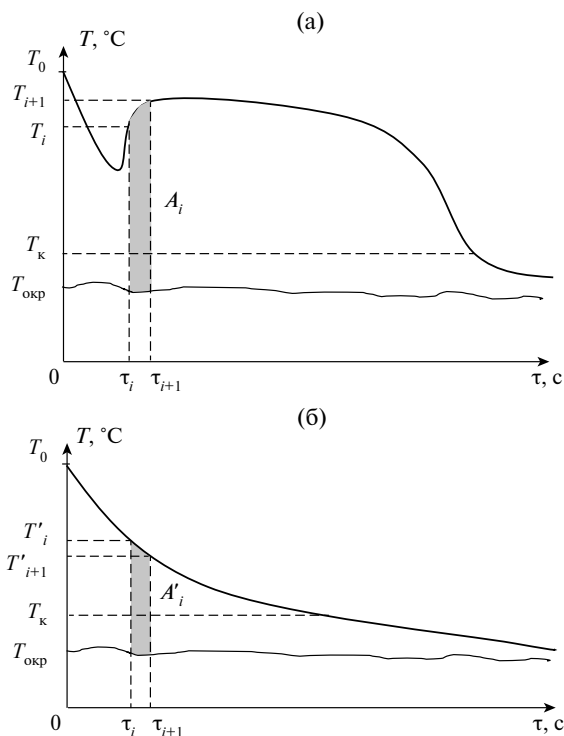 (а)
T, °C
T₀
Tᵢ₊₁
Tᵢ
Aᵢ
Tк
Tокр
0
τᵢ
τᵢ₊₁
τ, с
(б)
T, °C
T₀
T′ᵢ
T′ᵢ₊₁
A′ᵢ
Tк
Tокр
0
τᵢ
τᵢ₊₁
τ, с